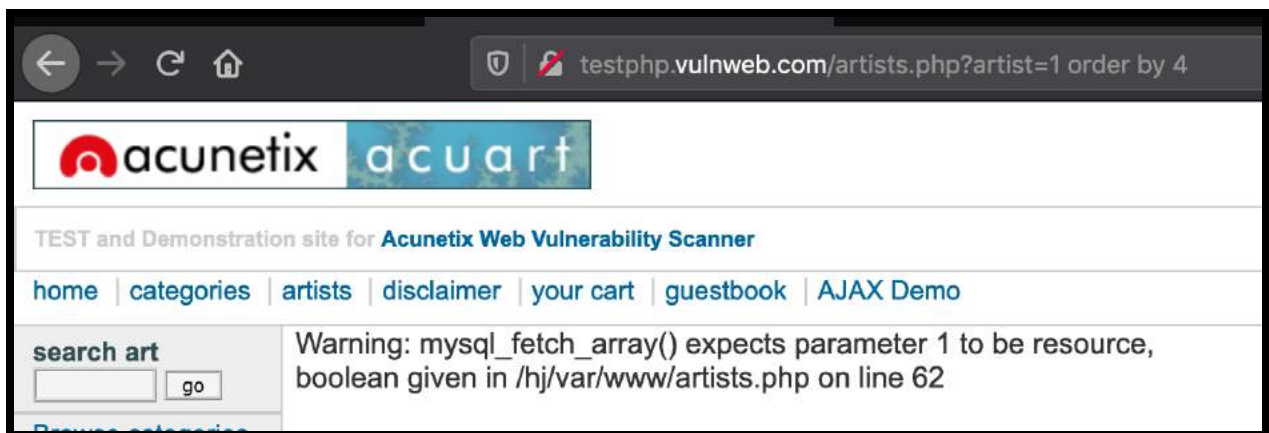 testphp.vulnweb.com/artists.php?artist=1 order by 4
acunetix acuart
TEST and Demonstration site for Acunetix Web Vulnerability Scanner
home | categories | artists | disclaimer | your cart | guestbook | AJAX Demo
search art
go
Warning: mysql_fetch_array() expects parameter 1 to be resource,
boolean given in /hj/var/www/artists.php on line 62
Browse categories